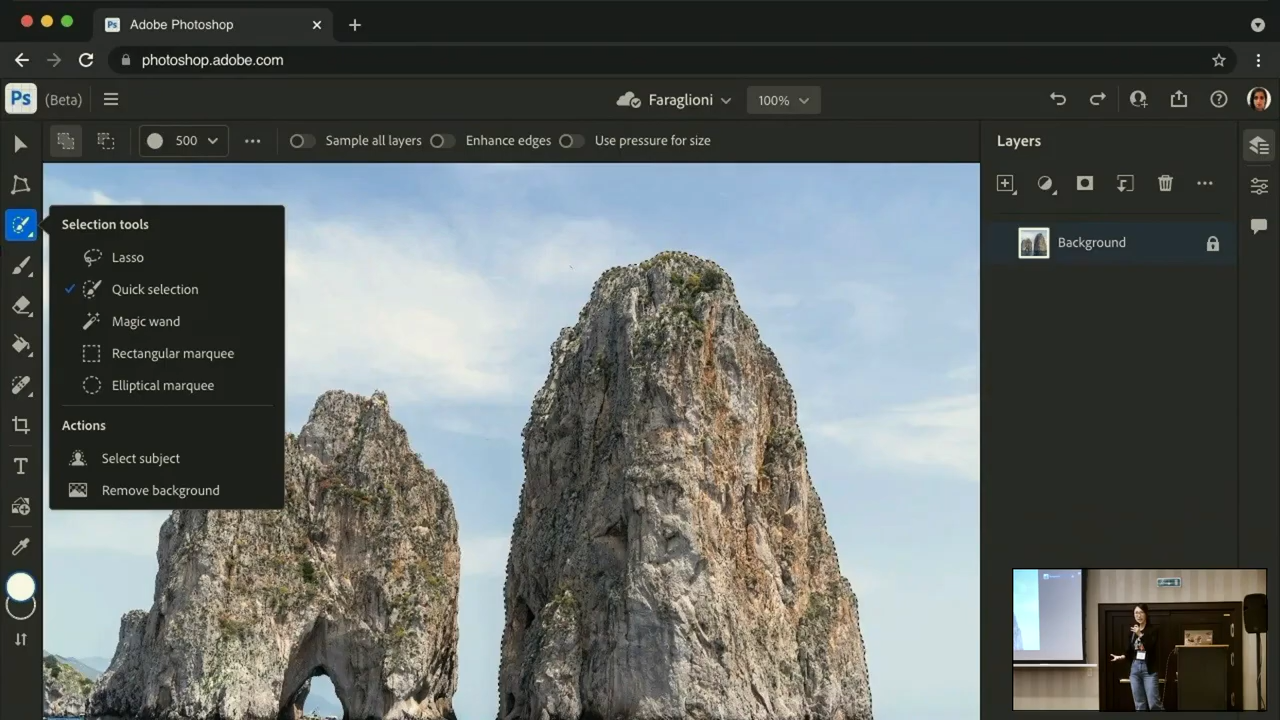 Ps Adobe Photoshop
photoshop.adobe.com
Ps (Beta) Faraglioni 100%
500 Sample all layers Enhance edges Use pressure for size
Layers
Background
Selection tools
Lasso
Quick selection
Magic wand
Rectangular marquee
Elliptical marquee
Actions
Select subject
Remove background
T